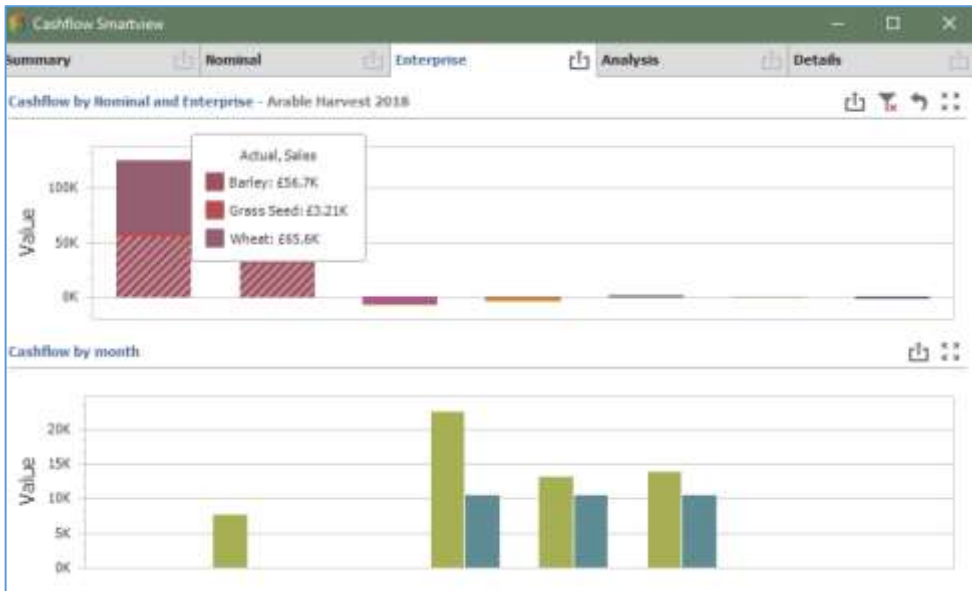 Cashflow Smartview
Summary
Nominal
Enterprise
Analysis
Details
Cashflow by Nominal and Enterprise - Arable Harvest 2018
Actual, Sales
Barley: £56.7K
Grass Seed: £3.21K
Wheat: £65.6K
100K
50K
0K
Value
Cashflow by month
20K
15K
10K
5K
0K
Value